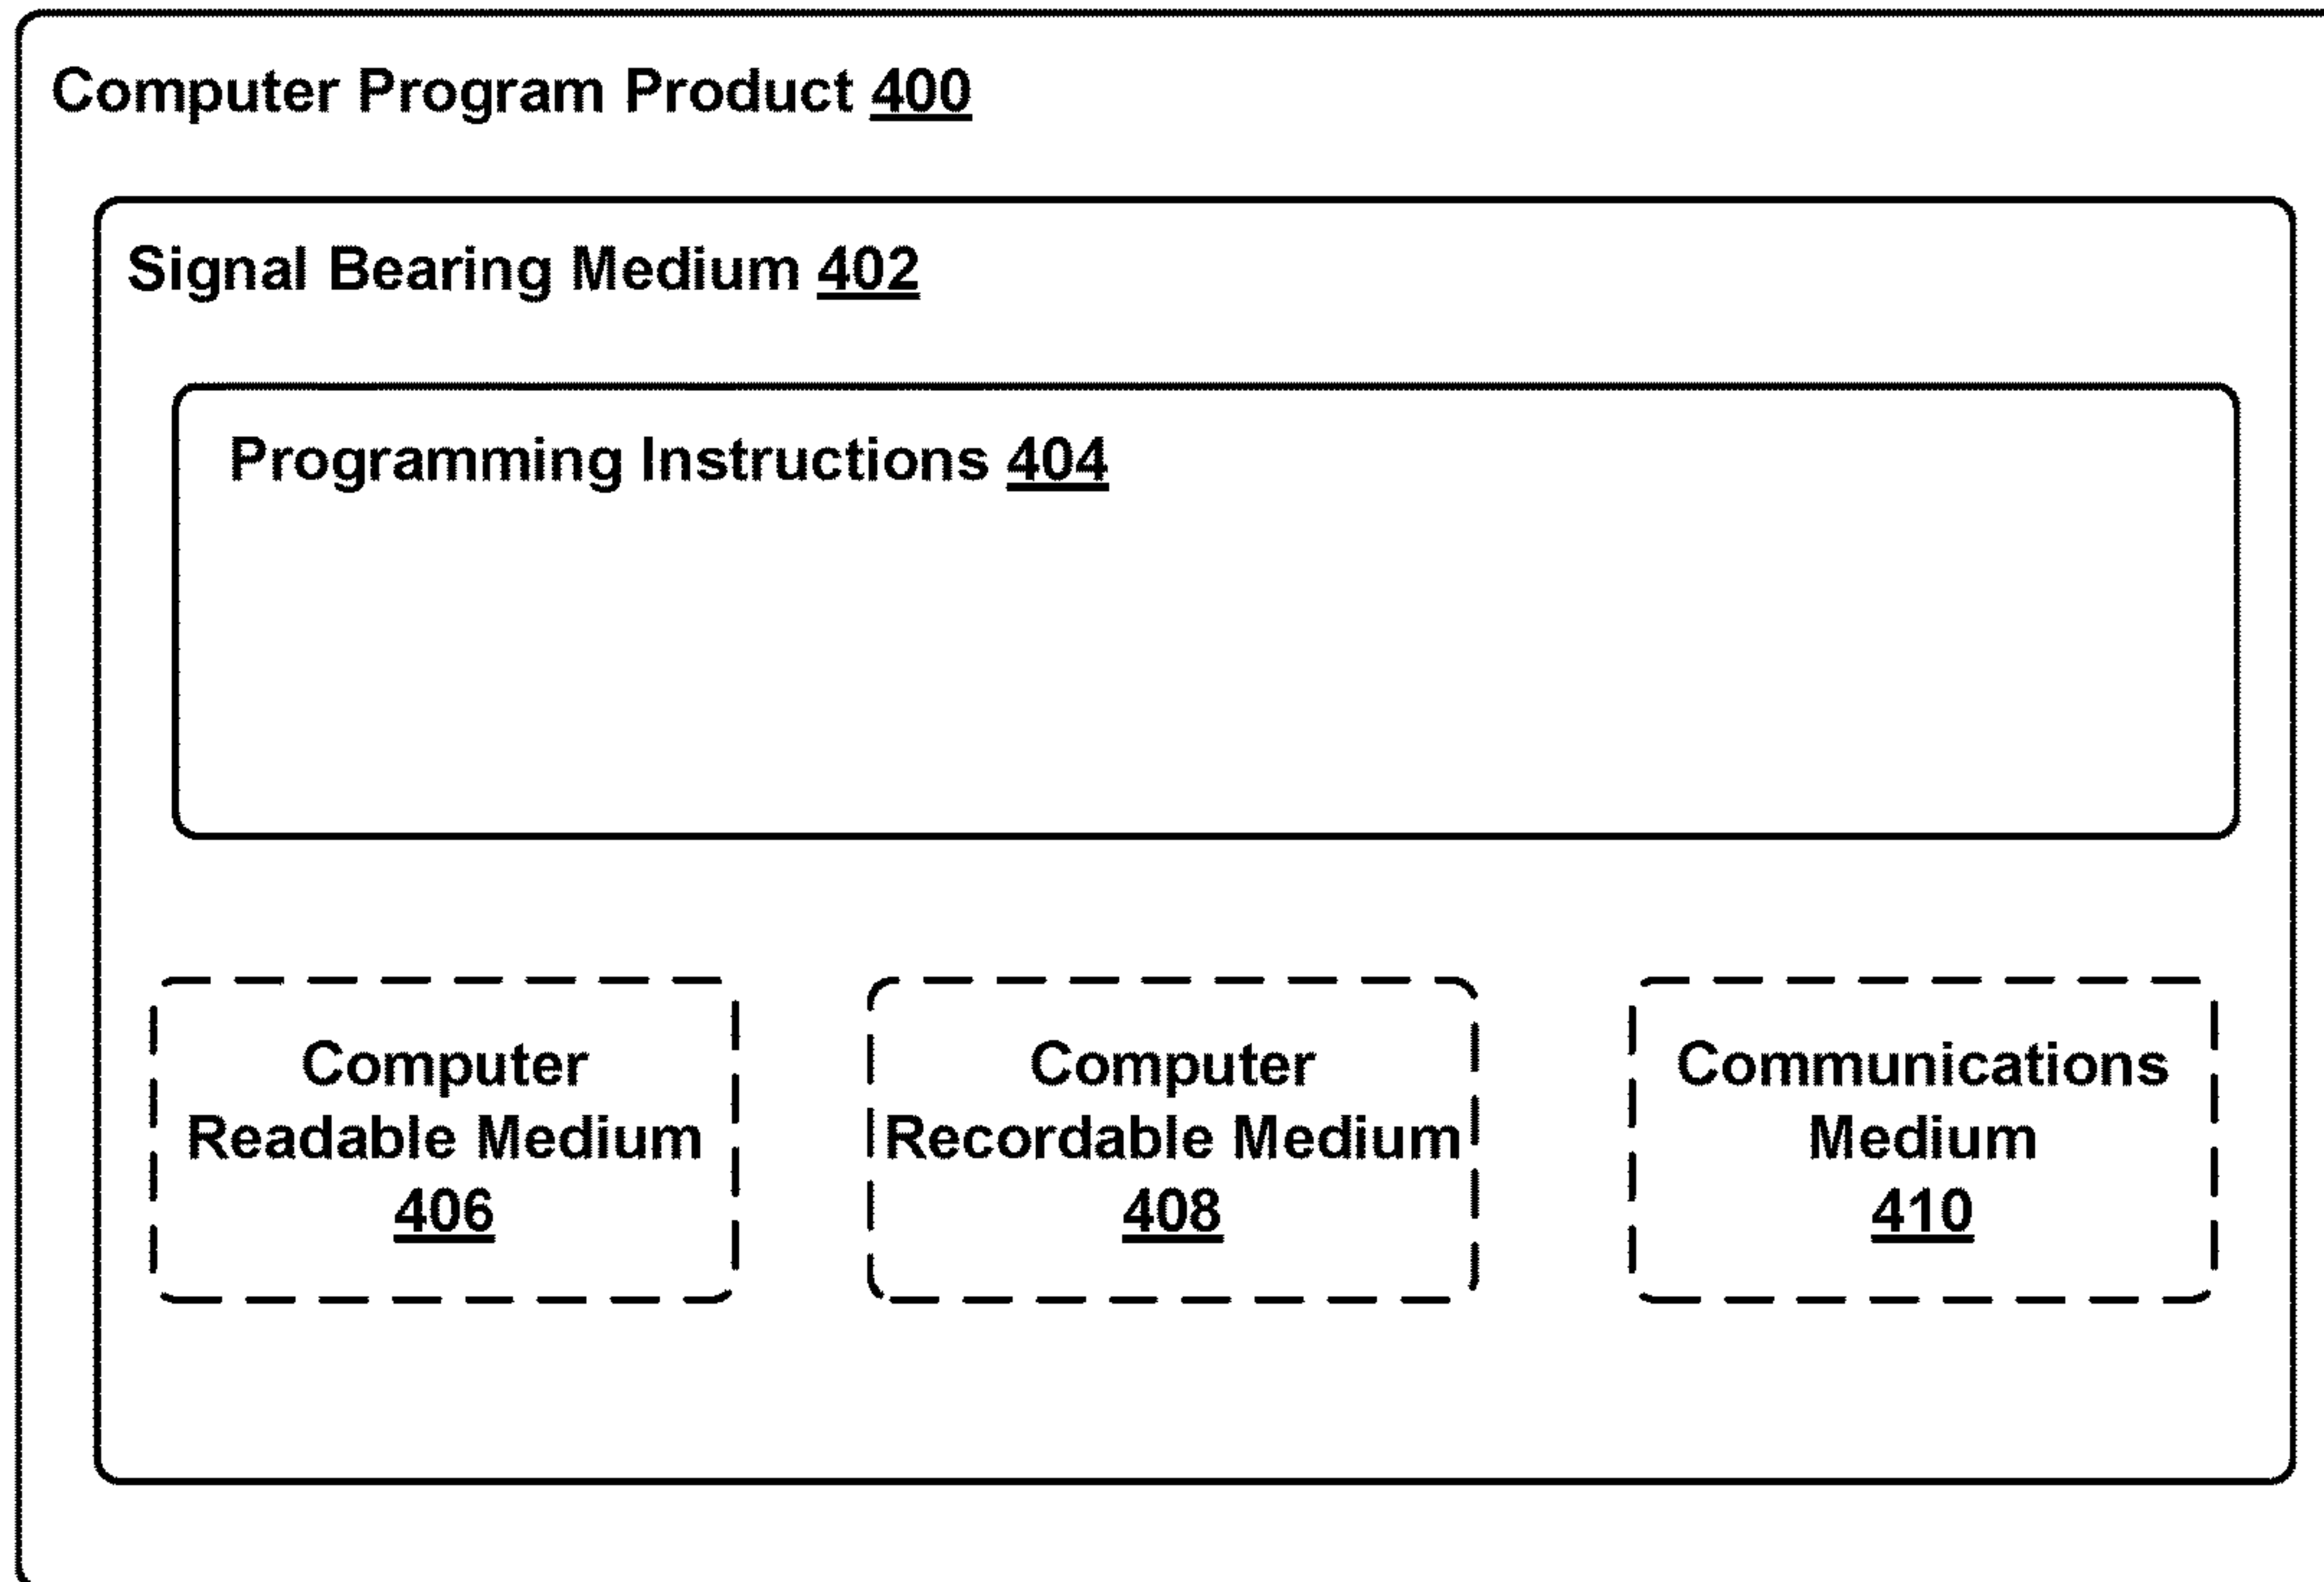 Computer Program Product 400
Signal Bearing Medium 402
Programming Instructions 404
Computer
Readable Medium
406
Computer
Recordable Medium
408
Communications
Medium
410